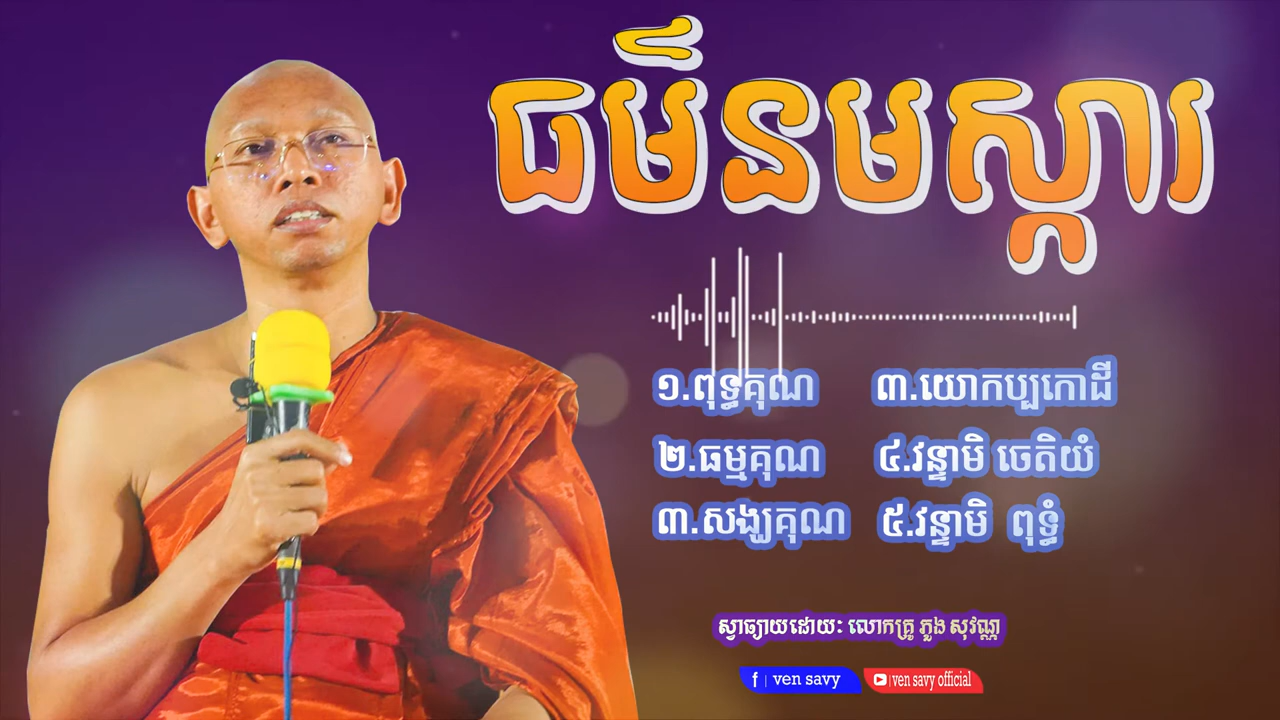 ធម៌នមស្ការ
១.ពុទ្ធគុណ
២.ធម្មគុណ
៣.សង្ឃគុណ
៣.យោកប្បកោដី
៤.វន្ទាមិ ចេតិយំ
៥.វន្ទាមិ ពុទ្ធំ
ស្វាធ្យាយដោយៈ លោកគ្រូ ភួង សុវណ្ណ
ven savy
ven savy official